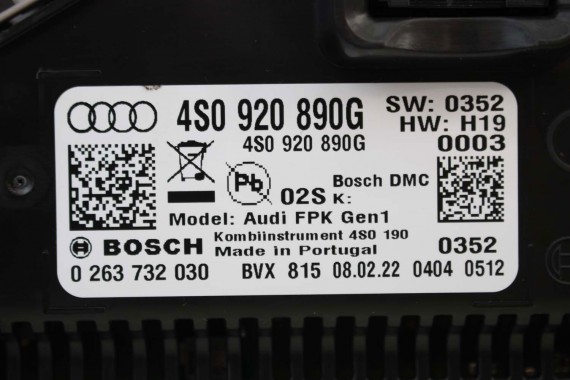 4S0 920 890G SW: 0352
4S0 920 890G HW: H19
0003
Pb 02S K: Bosch DMC
Model: Audi FPK Gen1
BOSCH Kombiinstrument 4S0 190
Made in Portugal 0352
0 263 732 030 BVX 815 08.02.22 0404 0512